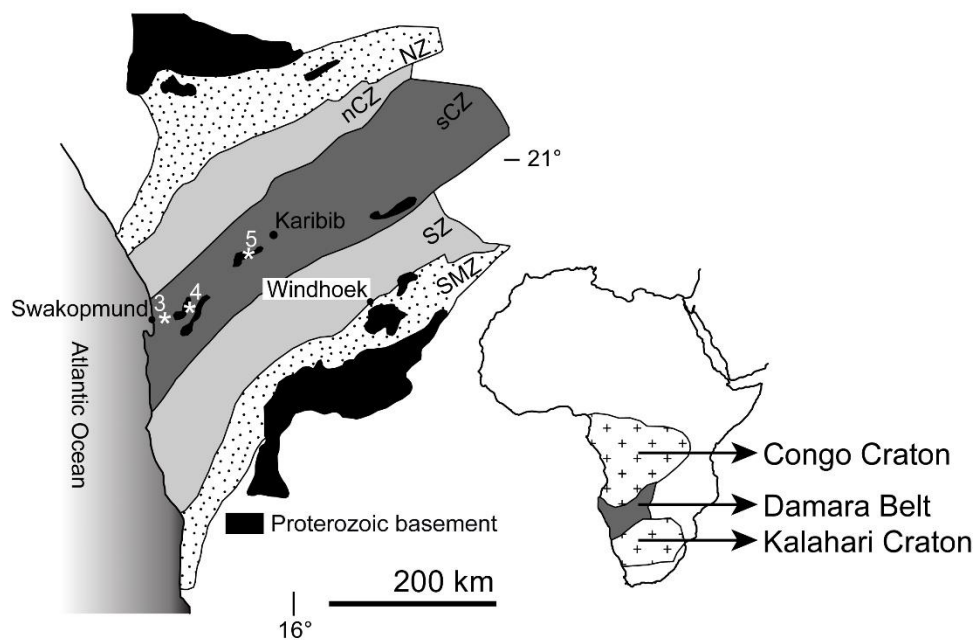 NZ
nCZ
sCZ
21°
Karibib
5
SZ
SMZ
Windhoek
3
4
Swakopmund
Atlantic Ocean
Congo Craton
Damara Belt
Kalahari Craton
Proterozoic basement
200 km
16°